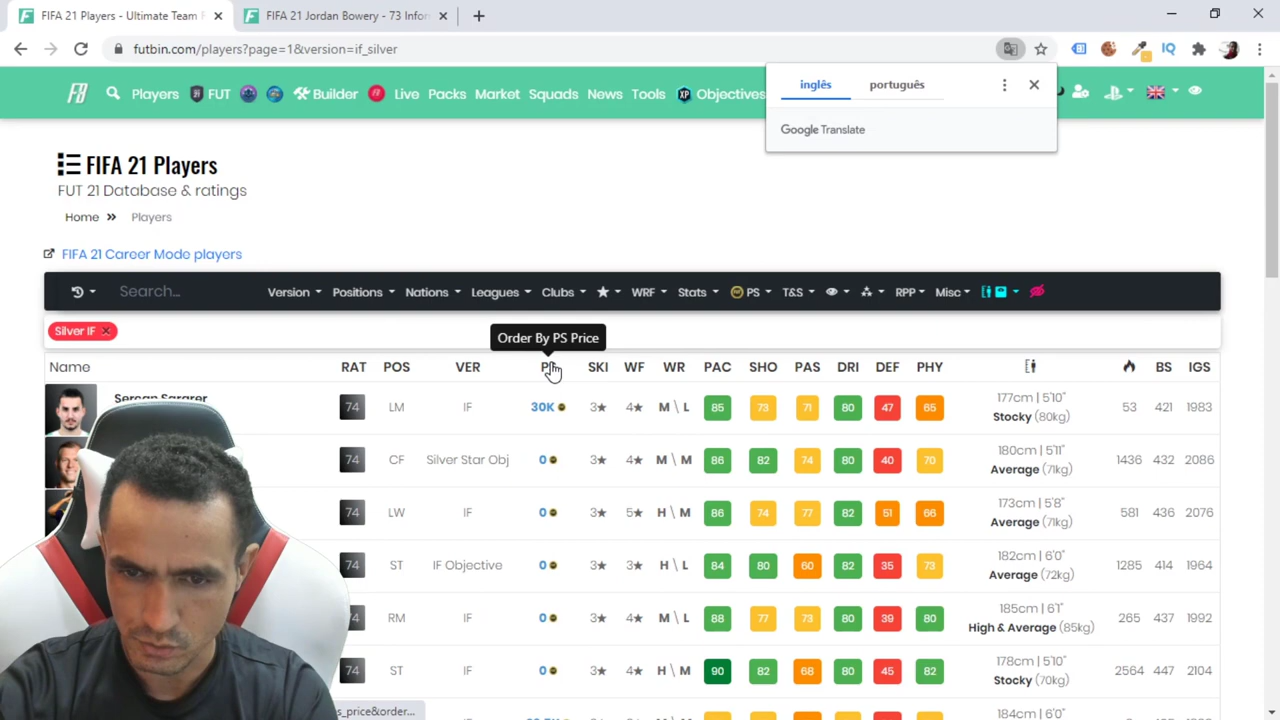 FIFA 21 Players - Ultimate Team F
FIFA 21 Jordan Bowery - 73 Infor
futbin.com/players?page=1&version=if_silver
F8 Players FUT Builder Live Packs Market Squads News Tools XP Objectives
inglês português
Google Translate
FIFA 21 Players
FUT 21 Database & ratings
Home » Players
FIFA 21 Career Mode players
Search... Version Positions Nations Leagues Clubs ★ WRF Stats PS T&S RPP Misc
Silver IF x
Order By PS Price
Name RAT POS VER SKI WF WR PAC SHO PAS DRI DEF PHY BS IGS
Sercan Sararer 74 LM IF 30K 3★ 4★ M \ L 85 73 71 80 47 65 177cm | 5'10" 53 421 1983
Stocky (80kg)
74 CF Silver Star Obj 0 3★ 4★ M \ M 86 82 74 80 40 70 180cm | 5'11" 1436 432 2086
Average (71kg)
74 LW IF 0 3★ 5★ H \ M 86 74 77 82 51 66 173cm | 5'8" 581 436 2076
Average (71kg)
74 ST IF Objective 0 3★ 3★ H \ L 84 80 60 82 35 73 182cm | 6'0" 1285 414 1964
Average (72kg)
74 RM IF 0 3★ 4★ M \ L 88 77 73 80 39 80 185cm | 6'1" 265 437 1992
High & Average (85kg)
74 ST IF 0 3★ 4★ H \ M 90 82 68 80 45 82 178cm | 5'10" 2564 447 2104
Stocky (70kg)
184cm | 6'0"
s_price&order...